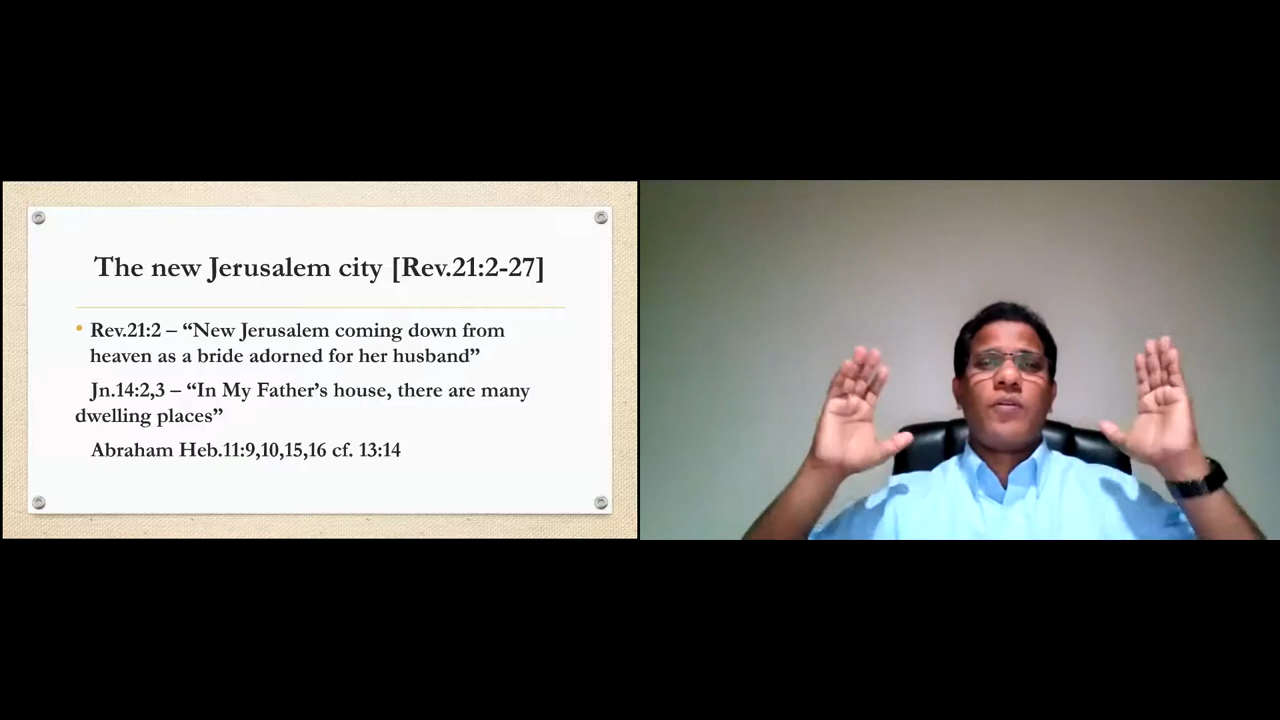 The new Jerusalem city [Rev.21:2-27]
• Rev.21:2 – “New Jerusalem coming down from
heaven as a bride adorned for her husband”
Jn.14:2,3 – “In My Father’s house, there are many
dwelling places”
Abraham Heb.11:9,10,15,16 cf. 13:14